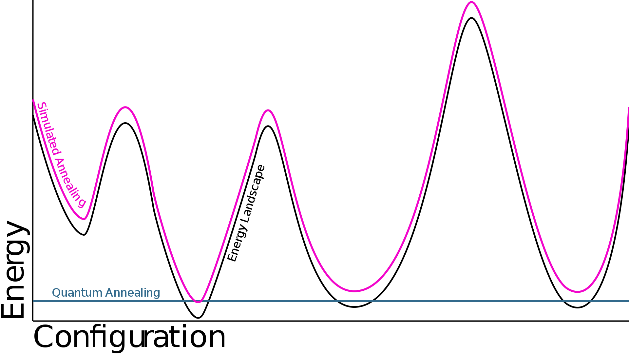 Simulated Annealing
Energy Landscape
Quantum Annealing
Energy
Configuration